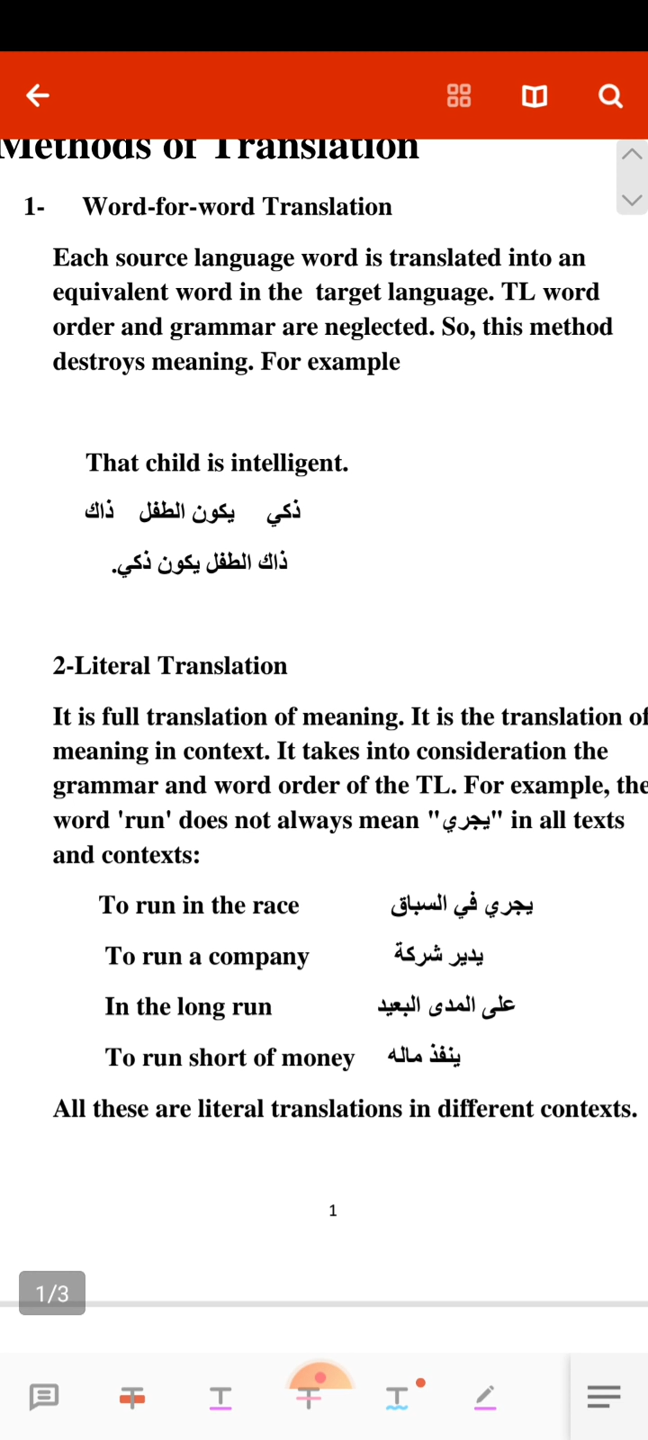 Methods of Translation
1- Word-for-word Translation
Each source language word is translated into an
equivalent word in the target language. TL word
order and grammar are neglected. So, this method
destroys meaning. For example
That child is intelligent.
ذاك الطفل يكون ذكي
ذاك الطفل يكون ذكي.
2-Literal Translation
It is full translation of meaning. It is the translation of
meaning in context. It takes into consideration the
grammar and word order of the TL. For example, the
word 'run' does not always mean "يجري" in all texts
and contexts:
To run in the race يجري في السباق
To run a company يدير شركة
In the long run على المدى البعيد
To run short of money ينفذ ماله
All these are literal translations in different contexts.
1
1/3